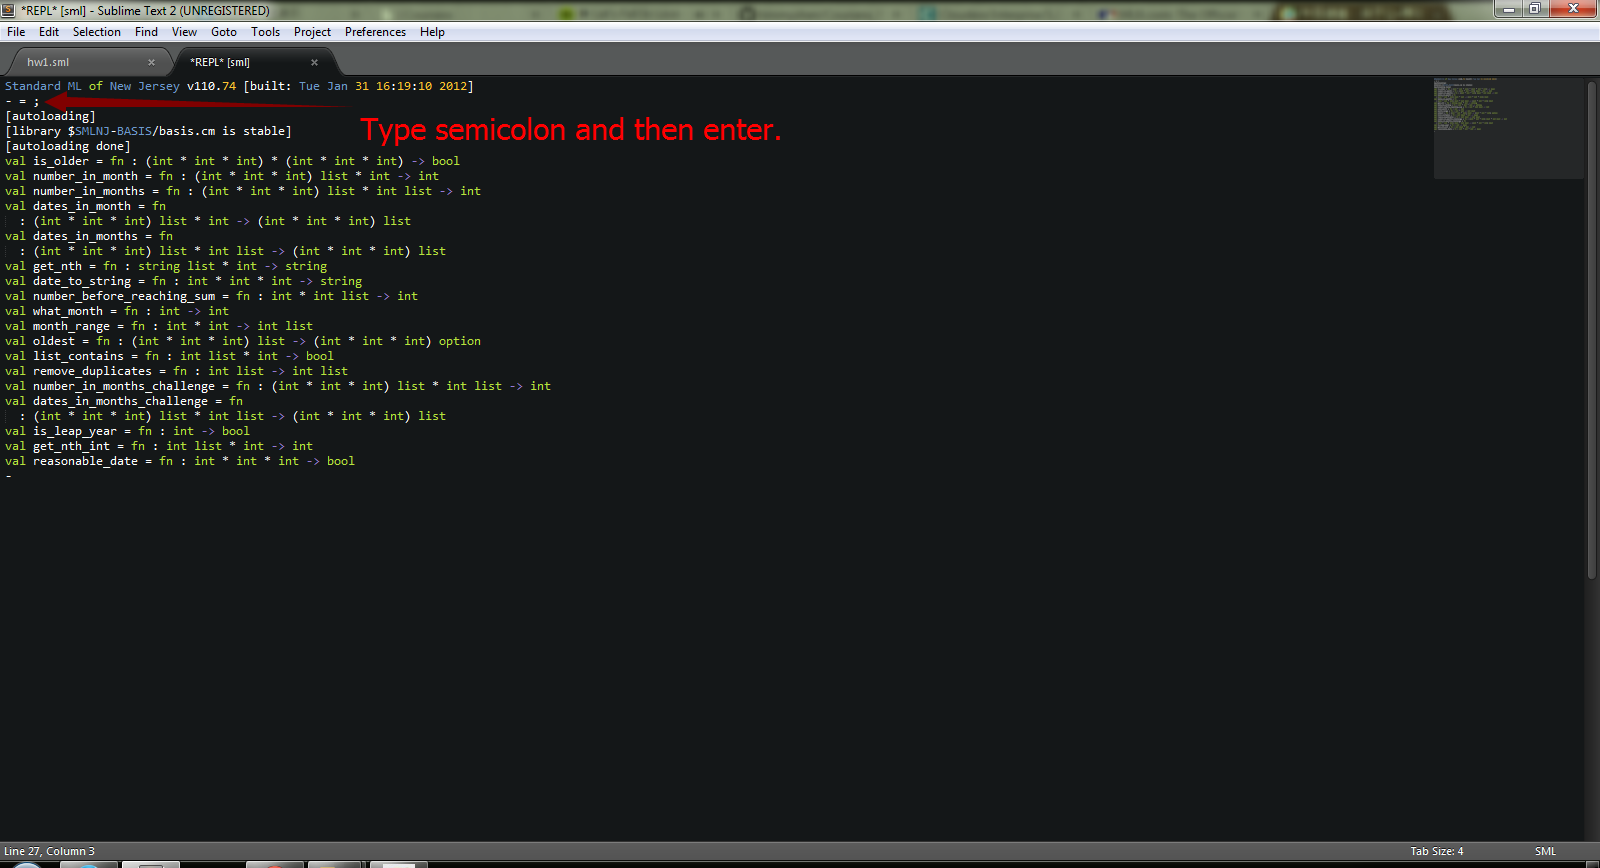 *REPL* [sml] - Sublime Text 2 (UNREGISTERED)
File Edit Selection Find View Goto Tools Project Preferences Help
hw1.sml × *REPL* [sml] ×
Standard ML of New Jersey v110.74 [built: Tue Jan 31 16:19:10 2012]
- = ;
[autoloading]
[library $SMLNJ-BASIS/basis.cm is stable]
Type semicolon and then enter.
[autoloading done]
val is_older = fn : (int * int * int) * (int * int * int) -> bool
val number_in_month = fn : (int * int * int) list * int -> int
val number_in_months = fn : (int * int * int) list * int list -> int
val dates_in_month = fn
  : (int * int * int) list * int -> (int * int * int) list
val dates_in_months = fn
  : (int * int * int) list * int list -> (int * int * int) list
val get_nth = fn : string list * int -> string
val date_to_string = fn : int * int * int -> string
val number_before_reaching_sum = fn : int * int list -> int
val what_month = fn : int -> int
val month_range = fn : int * int -> int list
val oldest = fn : (int * int * int) list -> (int * int * int) option
val list_contains = fn : int list * int -> bool
val remove_duplicates = fn : int list -> int list
val number_in_months_challenge = fn : (int * int * int) list * int list -> int
val dates_in_months_challenge = fn
  : (int * int * int) list * int list -> (int * int * int) list
val is_leap_year = fn : int -> bool
val get_nth_int = fn : int list * int -> int
val reasonable_date = fn : int * int * int -> bool
-
Line 27, Column 3 Tab Size: 4 SML